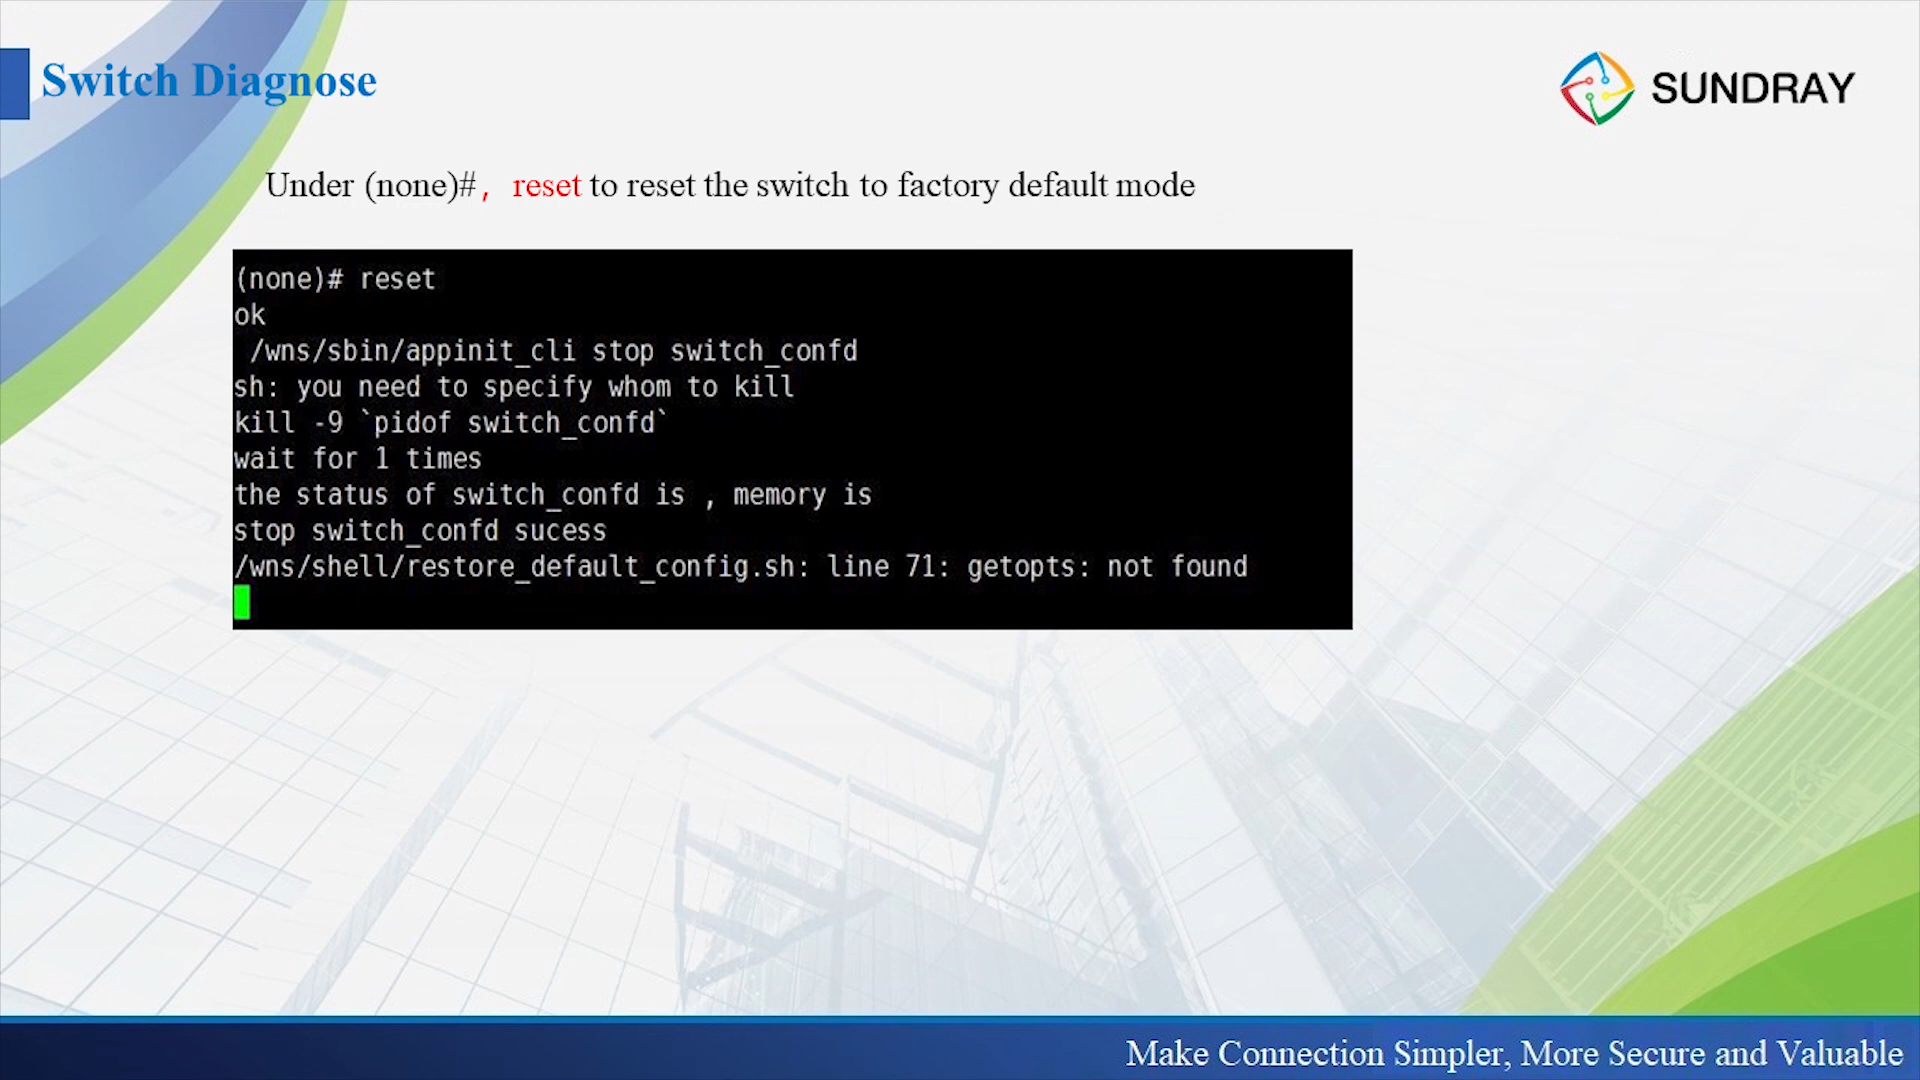 Switch Diagnose
SUNDRAY
Under (none)#，reset to reset the switch to factory default mode
(none)# reset
ok
 /wns/sbin/appinit_cli stop switch_confd
sh: you need to specify whom to kill
kill -9 `pidof switch_confd`
wait for 1 times
the status of switch_confd is , memory is
stop switch_confd sucess
/wns/shell/restore_default_config.sh: line 71: getopts: not found
Make Connection Simpler, More Secure and Valuable